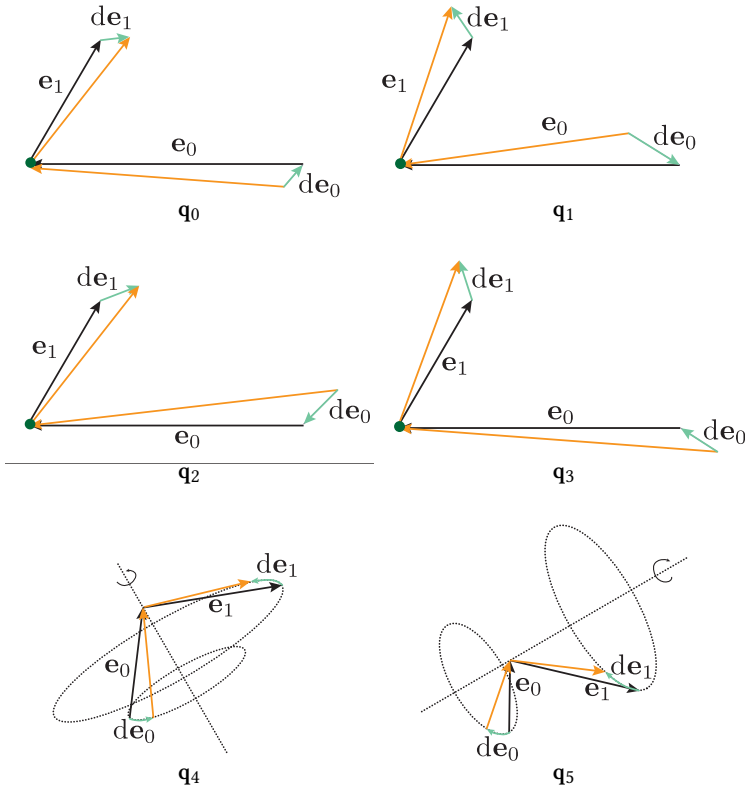 de₁
e₁
e₀
de₀
q₀
de₁
e₁
e₀
de₀
q₁
de₁
e₁
de₀
e₀
q₂
de₁
e₁
e₀
de₀
q₃
de₁
e₁
e₀
de₀
q₄
de₁
e₀
e₁
de₀
q₅